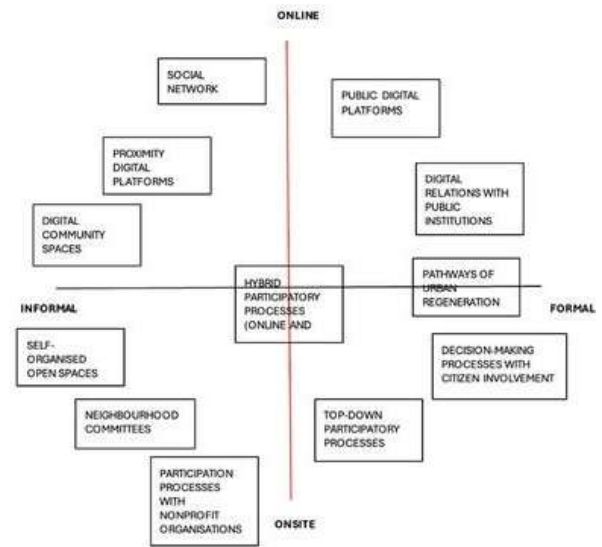 ONLINE
SOCIAL
NETWORK
PUBLIC DIGITAL
PLATFORMS
PROXIMITY
DIGITAL
PLATFORMS
DIGITAL
RELATIONS WITH
PUBLIC
INSTITUTIONS
DIGITAL
COMMUNITY
SPACES
HYBRID
PARTICIPATORY
PROCESSES
(ONLINE AND
PATHWAYS OF
URBAN
REGENERATION
INFORMAL
FORMAL
SELF-
ORGANISED
OPEN SPACES
DECISION-MAKING
PROCESSES WITH
CITIZEN INVOLVEMENT
NEIGHBOURHOOD
COMMITTEES
TOP-DOWN
PARTICIPATORY
PROCESSES
PARTICIPATION
PROCESSES
WITH
NONPROFIT
ORGANISATIONS
ONSITE